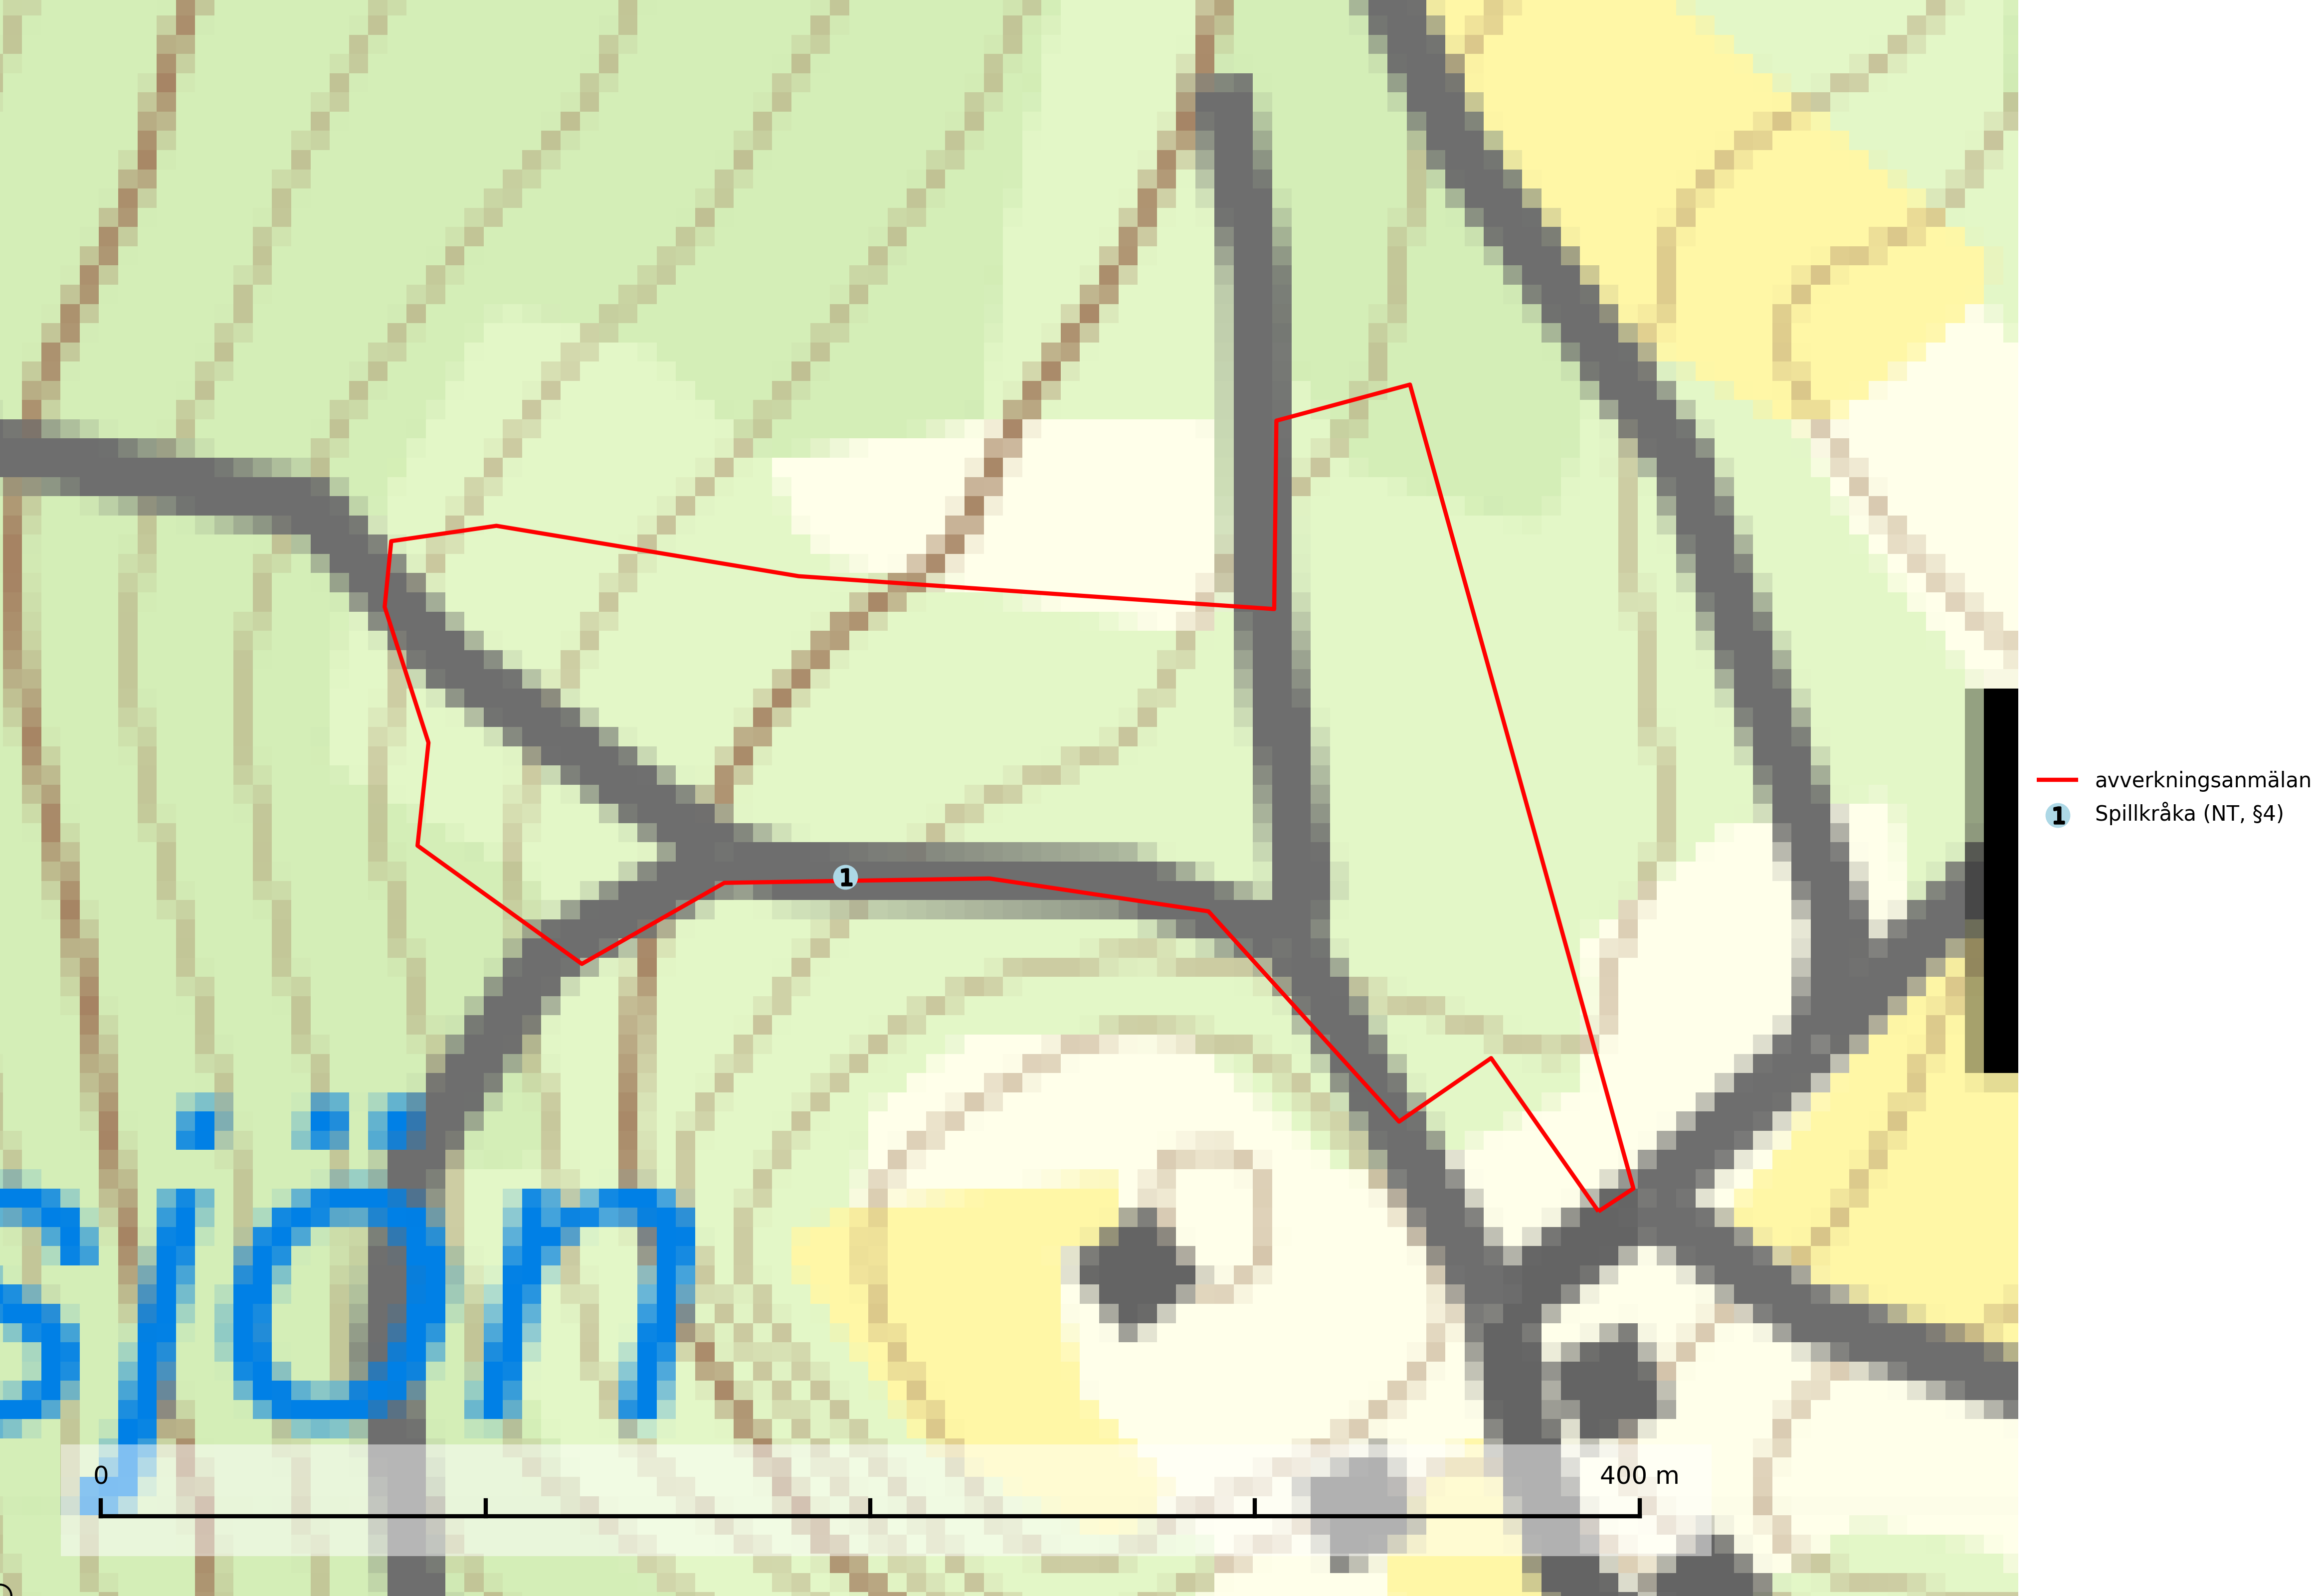 avverkningsanmälan
1 Spillkråka (NT, §4)
1
sjön
0 400 m